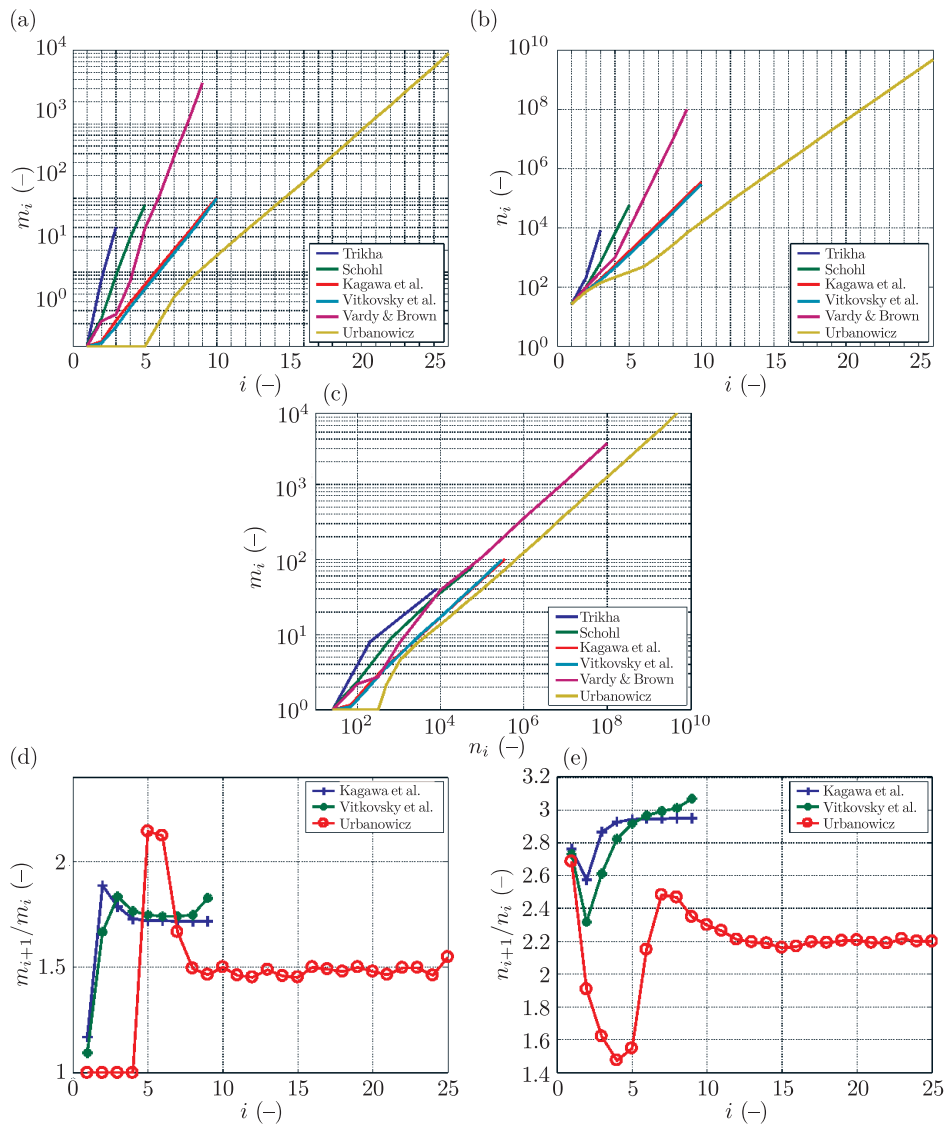 (a)
10^4
10^3
10^2
10^1
10^0
m_i (–)
0 5 10 15 20 25
i (–)
Trikha
Schohl
Kagawa et al.
Vitkovsky et al.
Vardy & Brown
Urbanowicz
(b)
10^10
10^8
10^6
10^4
10^2
10^0
n_i (–)
0 5 10 15 20 25
i (–)
Trikha
Schohl
Kagawa et al.
Vitkovsky et al.
Vardy & Brown
Urbanowicz
(c)
10^4
10^3
10^2
10^1
10^0
m_i (–)
10^2 10^4 10^6 10^8 10^10
n_i (–)
Trikha
Schohl
Kagawa et al.
Vitkovsky et al.
Vardy & Brown
Urbanowicz
(d)
2
1.5
1
m_{i+1}/m_i (–)
0 5 10 15 20 25
i (–)
Kagawa et al.
Vitkovsky et al.
Urbanowicz
(e)
3.2
3
2.8
2.6
2.4
2.2
2
1.8
1.6
1.4
n_{i+1}/n_i (–)
0 5 10 15 20 25
i (–)
Kagawa et al.
Vitkovsky et al.
Urbanowicz